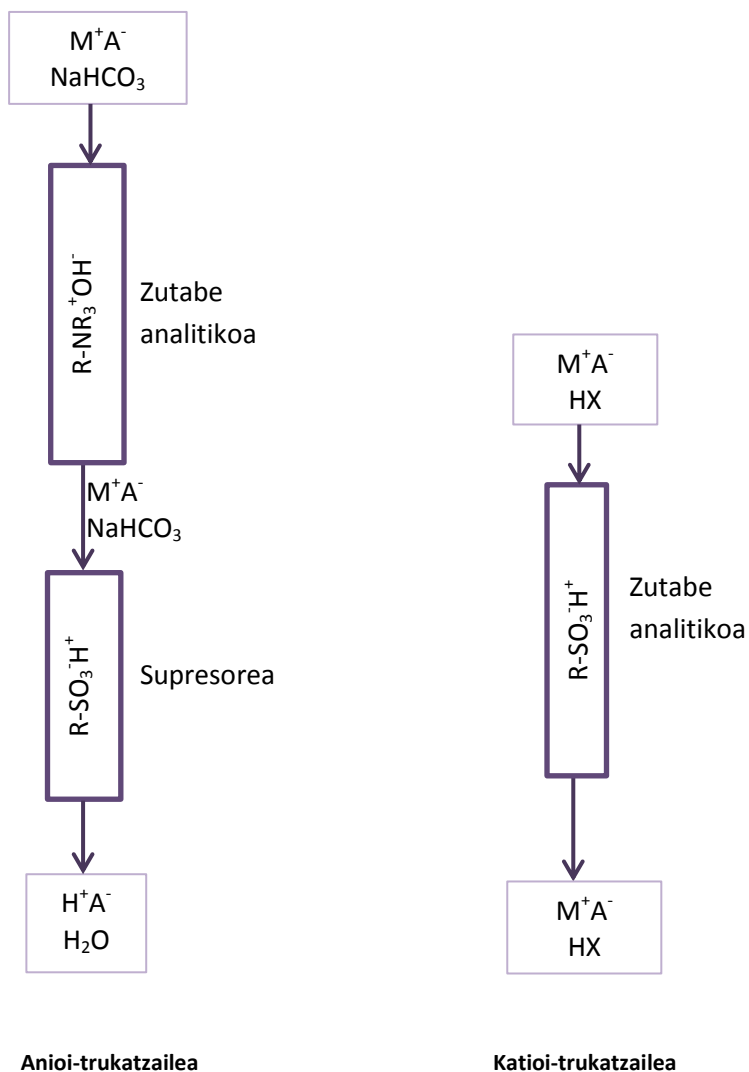 M⁺A⁻
NaHCO₃
R-NR₃⁺OH⁻
Zutabe
analitikoa
M⁺A⁻
NaHCO₃
R-SO₃⁻H⁺
Supresorea
H⁺A⁻
H₂O
Anioi-trukatzailea
M⁺A⁻
HX
R-SO₃⁻H⁺
Zutabe
analitikoa
M⁺A⁻
HX
Katioi-trukatzailea